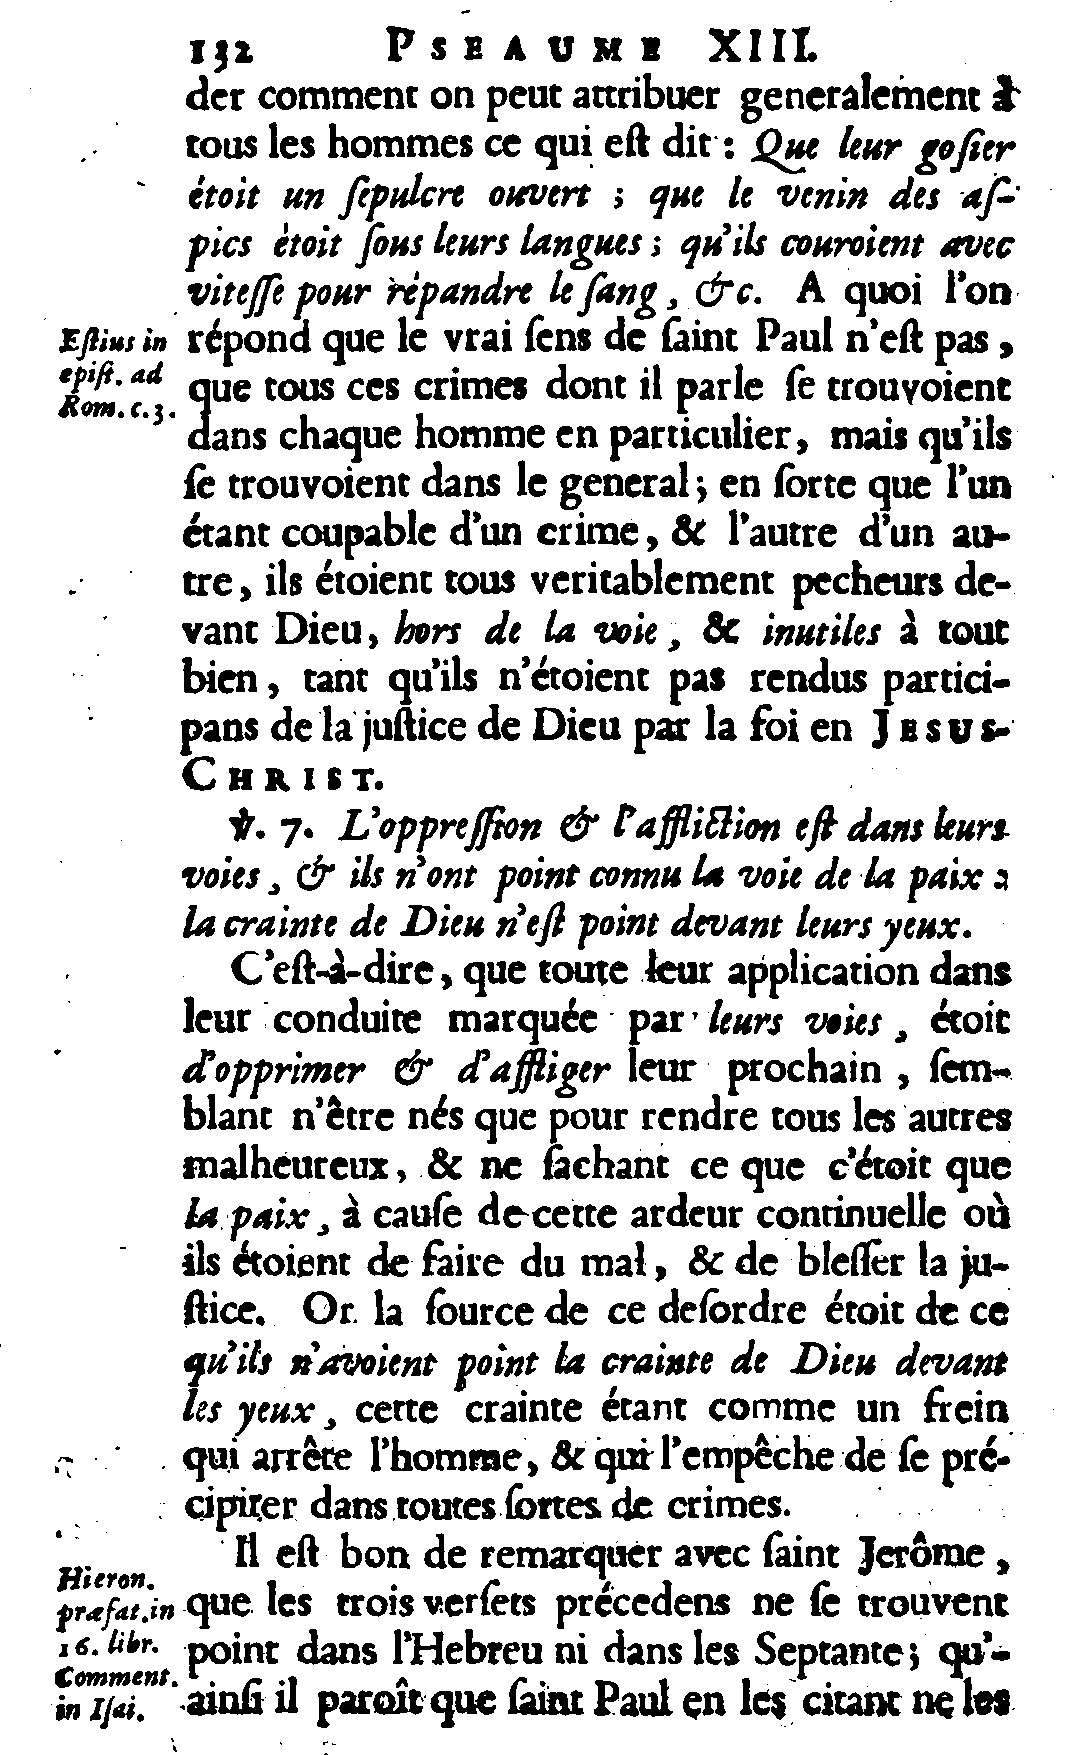 132 PSEAUME XIII.
der comment on peut attribuer generalement à
tous les hommes ce qui eſt dit : Que leur goſier
étoit un ſepulcre ouvert ; que le venin des aſ-
pics étoit ſous leurs langues ; qu'ils couroient avec
viteſſe pour répandre le ſang, &c. A quoi l'on
répond que le vrai ſens de ſaint Paul n'eſt pas,
que tous ces crimes dont il parle ſe trouvoient
dans chaque homme en particulier, mais qu'ils
ſe trouvoient dans le general ; en ſorte que l'un
étant coupable d'un crime, & l'autre d'un au-
tre, ils étoient tous veritablement pecheurs de-
vant Dieu, hors de la voie, & inutiles à tout
bien, tant qu'ils n'étoient pas rendus partici-
pans de la juſtice de Dieu par la foi en JESUS-
CHRIST.
℣. 7. L'oppreſſion & l'affliction eſt dans leurs
voies, & ils n'ont point connu la voie de la paix :
la crainte de Dieu n'eſt point devant leurs yeux.
C'eſt-à-dire, que toute leur application dans
leur conduite marquée par leurs voies, étoit
d'opprimer & d'affliger leur prochain, ſem-
blant n'être nés que pour rendre tous les autres
malheureux, & ne ſachant ce que c'étoit que
la paix, à cauſe de cette ardeur continuelle où
ils étoient de faire du mal, & de bleſſer la ju-
ſtice. Or la ſource de ce deſordre étoit de ce
qu'ils n'avoient point la crainte de Dieu devant
les yeux, cette crainte étant comme un frein
qui arrête l'homme, & qui l'empêche de ſe pré-
cipiter dans toutes ſortes de crimes.
Il eſt bon de remarquer avec ſaint Jerôme,
que les trois verſets précedens ne ſe trouvent
point dans l'Hebreu ni dans les Septante ; qu'-
ainſi il paroît que ſaint Paul en les citant ne les
Eſtius in
epiſt. ad
Rom. c. 3.
Hieron.
præfat. in
16. libr.
Comment.
in Iſai.